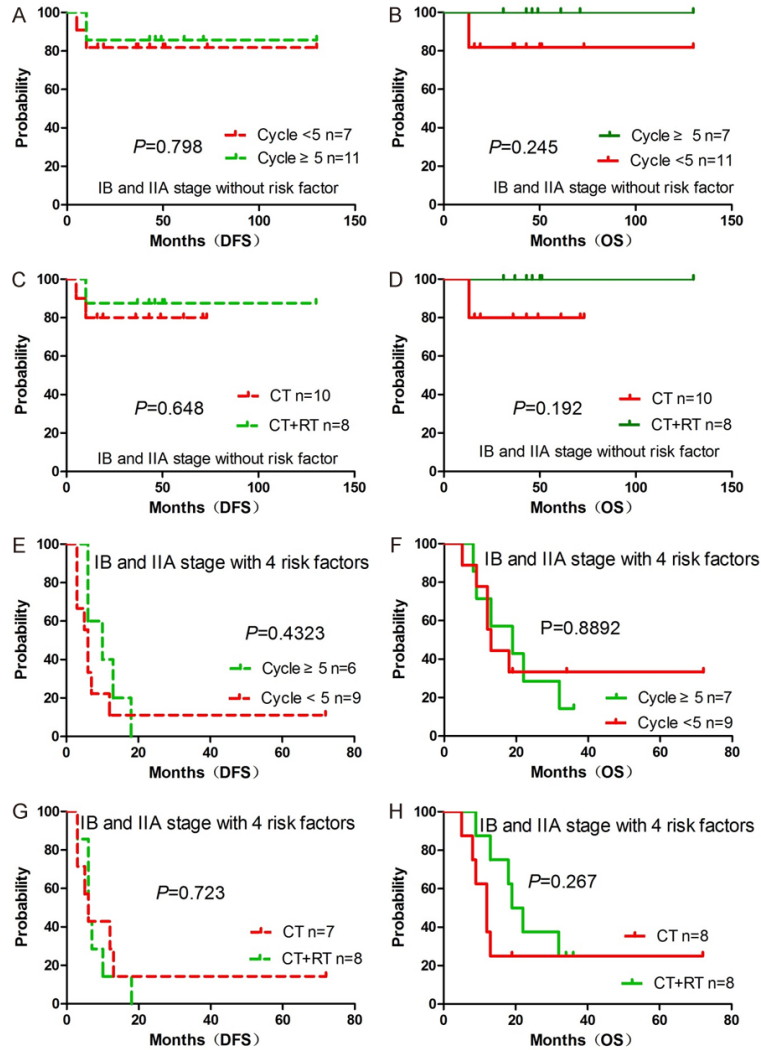 A
100
80
60
40
20
0
Probability
P=0.798
Cycle <5 n=7
Cycle ≥ 5 n=11
IB and IIA stage without risk factor
0 50 100 150
Months (DFS)
B
100
80
60
40
20
0
Probability
P=0.245
Cycle ≥ 5 n=7
Cycle <5 n=11
IB and IIA stage without risk factor
0 50 100 150
Months (OS)
C
100
80
60
40
20
0
Probability
P=0.648
CT n=10
CT+RT n=8
IB and IIA stage without risk factor
0 50 100 150
Months (DFS)
D
100
80
60
40
20
0
Probability
P=0.192
CT n=10
CT+RT n=8
IB and IIA stage without risk factor
0 50 100 150
Months (OS)
E
IB and IIA stage with 4 risk factors
100
80
60
40
20
0
Probability
P=0.4323
Cycle ≥ 5 n=6
Cycle < 5 n=9
0 20 40 60 80
Months (DFS)
F
IB and IIA stage with 4 risk factors
100
80
60
40
20
0
Probability
P=0.8892
Cycle ≥ 5 n=7
Cycle <5 n=9
0 20 40 60 80
Months (OS)
G
IB and IIA stage with 4 risk factors
100
80
60
40
20
0
Probability
P=0.723
CT n=7
CT+RT n=8
0 20 40 60 80
Months (DFS)
H
IB and IIA stage with 4 risk factors
100
80
60
40
20
0
Probability
P=0.267
CT n=8
CT+RT n=8
0 20 40 60 80
Months (OS)